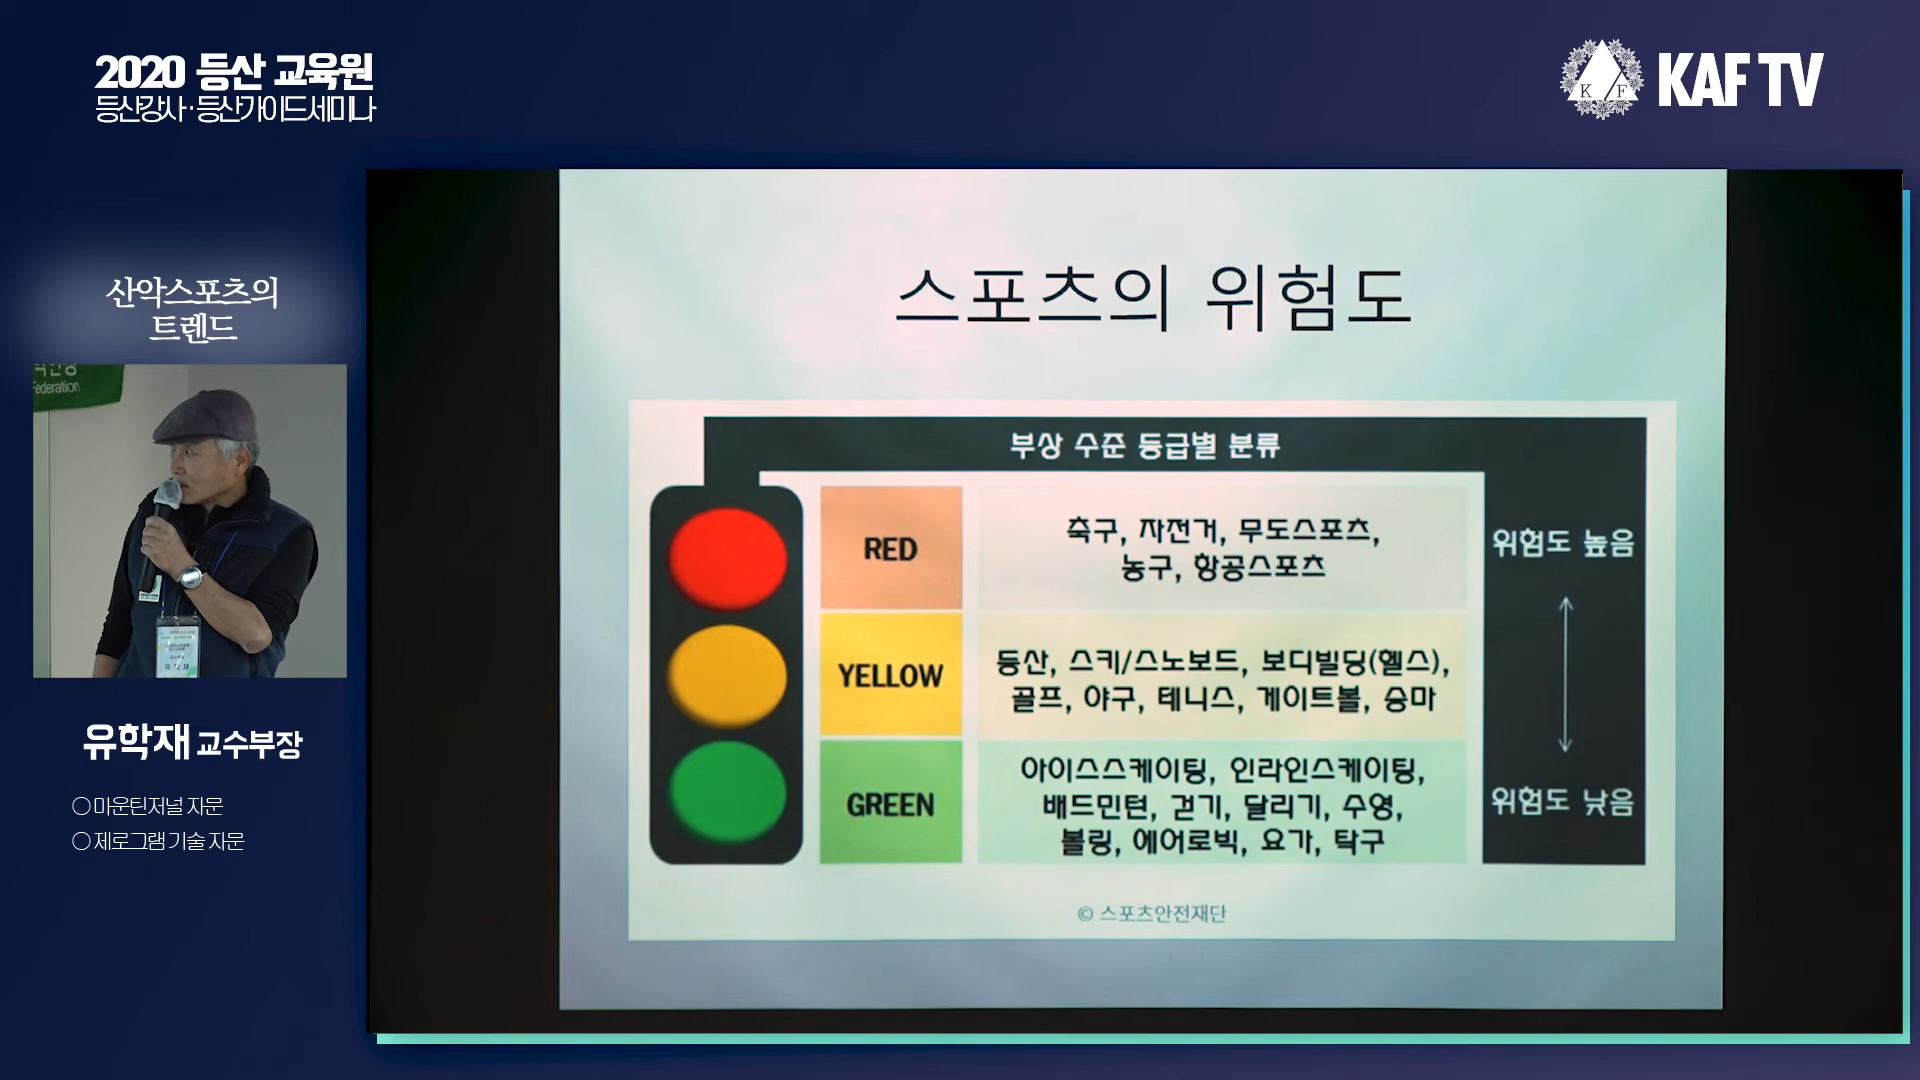 2020 등산 교육원
등산강사·등산가이드세미나
KF
KAF TV
산악스포츠의
트렌드
Federation
유학재 교수부장
○ 마운틴저널 자문
○ 제로그램 기술 자문
스포츠의 위험도
부상 수준 등급별 분류
RED
축구, 자전거, 무도스포츠,
농구, 항공스포츠
위험도 높음
YELLOW
등산, 스키/스노보드, 보디빌딩(헬스),
골프, 야구, 테니스, 게이트볼, 승마
GREEN
아이스스케이팅, 인라인스케이팅,
배드민턴, 걷기, 달리기, 수영,
볼링, 에어로빅, 요가, 탁구
위험도 낮음
© 스포츠안전재단